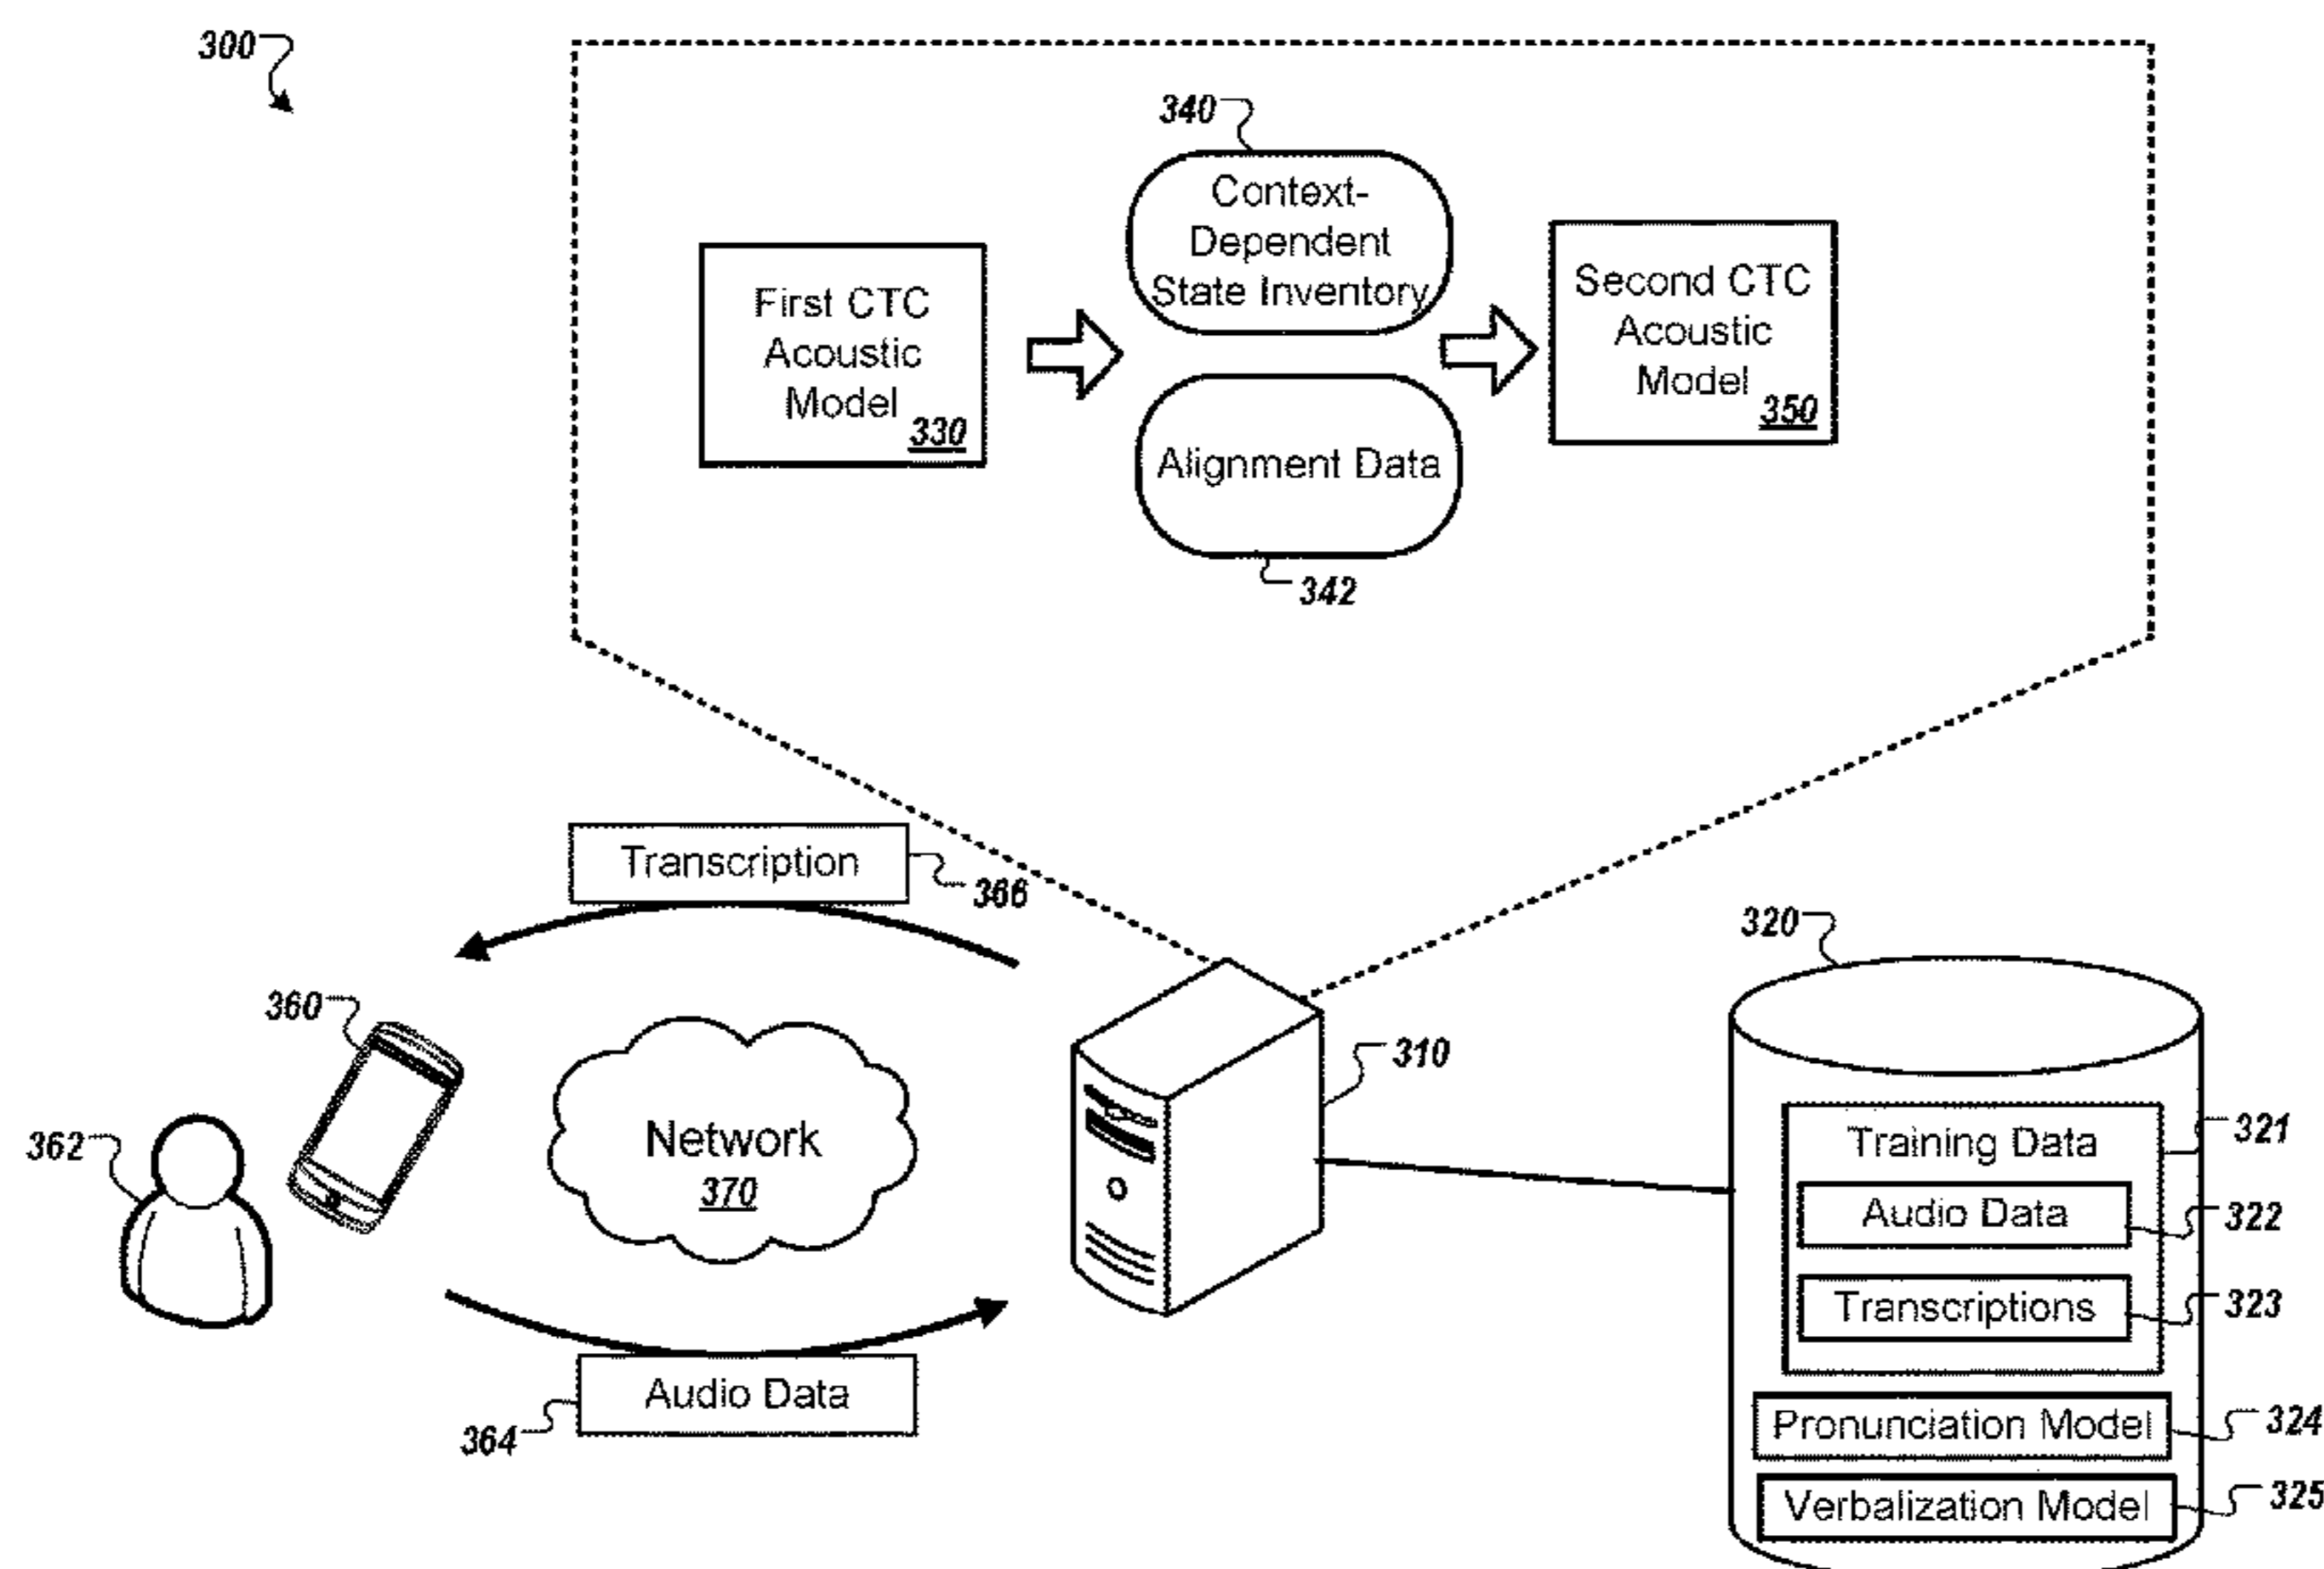 300
340
Context-
Dependent
State Inventory
First CTC
Acoustic
Model
330
Second CTC
Acoustic
Model
350
Alignment Data
342
Transcription
366
320
360
310
362
Network
370
Training Data
321
Audio Data
322
Transcriptions
323
Audio Data
364
Pronunciation Model
324
Verbalization Model
325